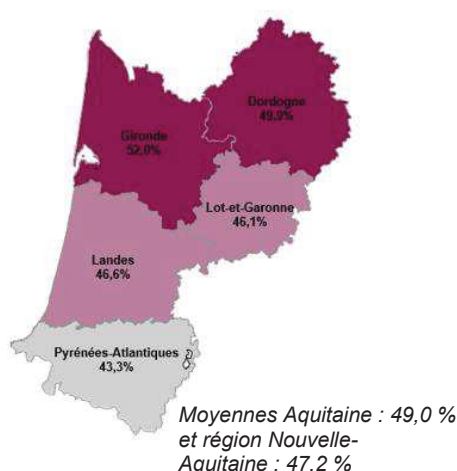 Dordogne
49,9%
Gironde
52,0%
Lot-et-Garonne
46,1%
Landes
46,6%
Pyrénées-Atlantiques
43,3%
Moyennes Aquitaine : 49,0 %
et région Nouvelle-
Aquitaine : 47,2 %